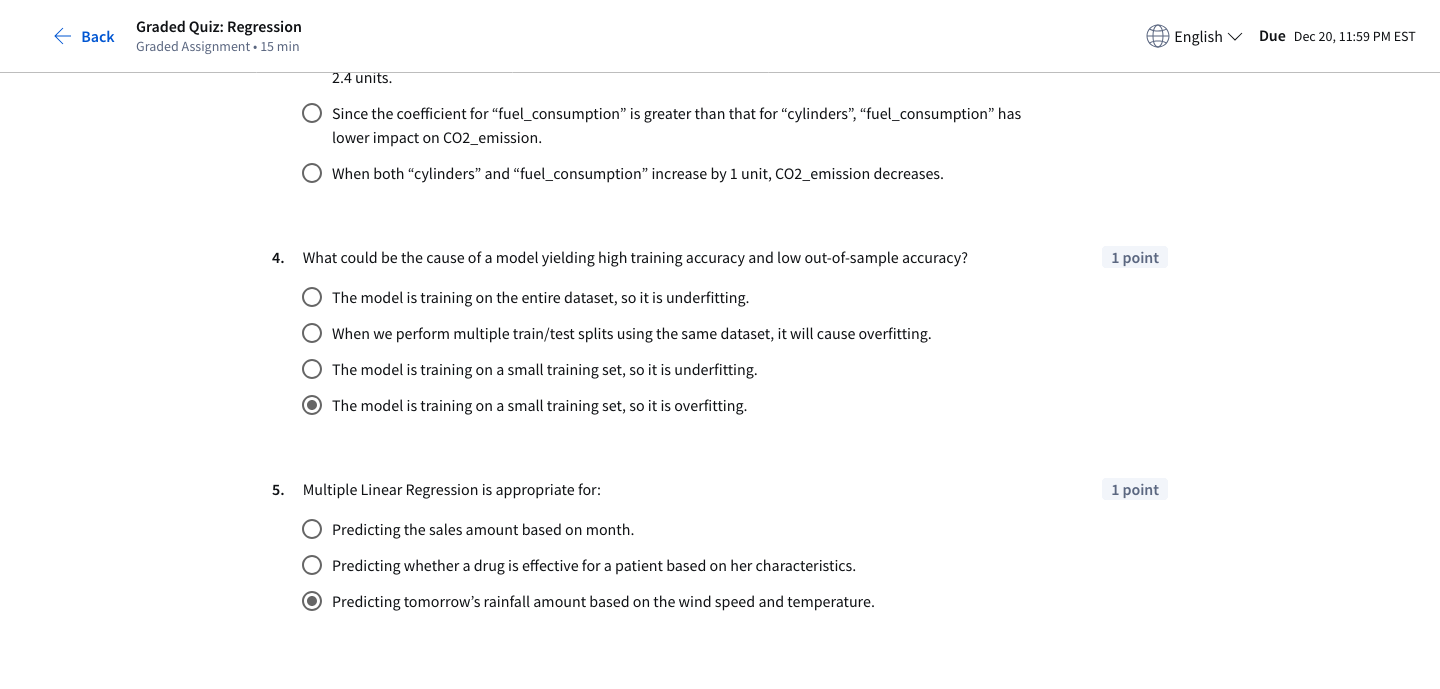 Back
Graded Quiz: Regression
Graded Assignment • 15 min
English
Due Dec 20, 11:59 PM EST
2.4 units.
Since the coefficient for “fuel_consumption” is greater than that for “cylinders”, “fuel_consumption” has
lower impact on CO2_emission.
When both “cylinders” and “fuel_consumption” increase by 1 unit, CO2_emission decreases.
4. What could be the cause of a model yielding high training accuracy and low out-of-sample accuracy? 1 point
The model is training on the entire dataset, so it is underfitting.
When we perform multiple train/test splits using the same dataset, it will cause overfitting.
The model is training on a small training set, so it is underfitting.
The model is training on a small training set, so it is overfitting.
5. Multiple Linear Regression is appropriate for: 1 point
Predicting the sales amount based on month.
Predicting whether a drug is effective for a patient based on her characteristics.
Predicting tomorrow’s rainfall amount based on the wind speed and temperature.